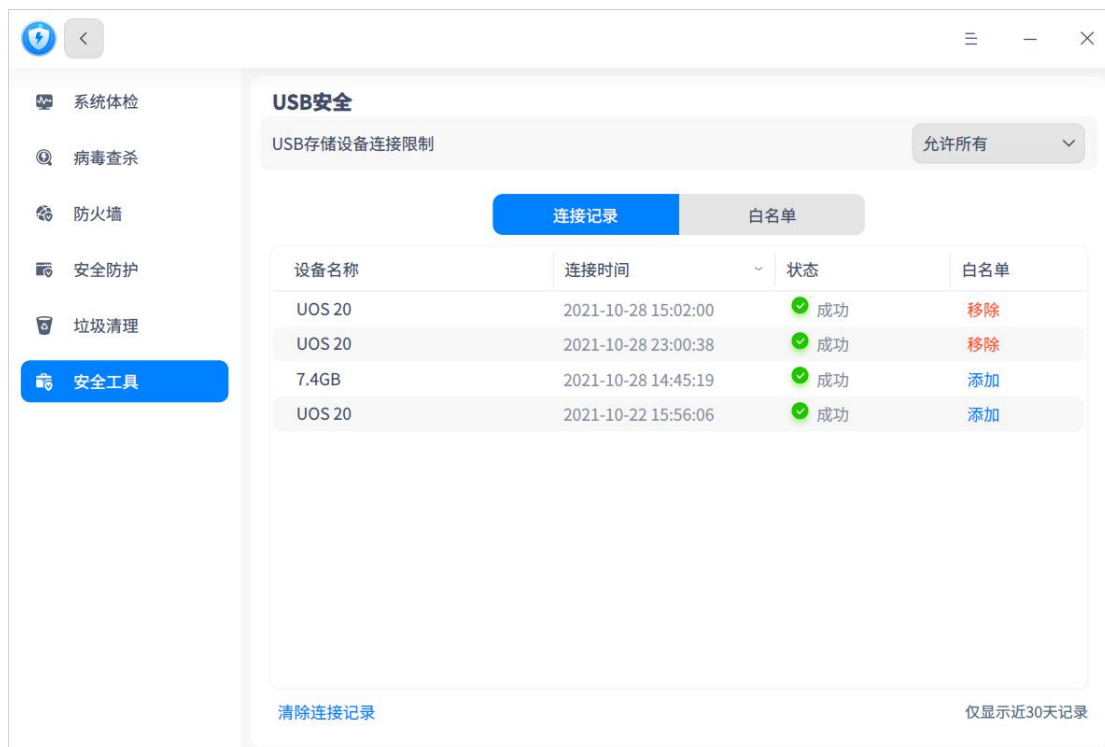 系统体检
病毒查杀
防火墙
安全防护
垃圾清理
安全工具
USB安全
USB存储设备连接限制 允许所有
连接记录 白名单
设备名称 连接时间 状态 白名单
UOS 20 2021-10-28 15:02:00 成功 移除
UOS 20 2021-10-28 23:00:38 成功 移除
7.4GB 2021-10-28 14:45:19 成功 添加
UOS 20 2021-10-22 15:56:06 成功 添加
清除连接记录 仅显示近30天记录